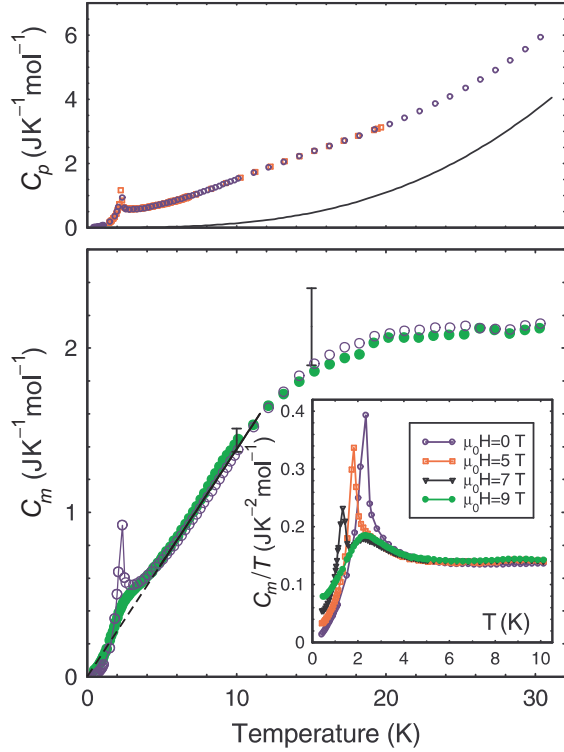 6
4
2
0
C_p (JK⁻¹mol⁻¹)
2
1
0
C_m (JK⁻¹mol⁻¹)
0.4
0.3
0.2
0.1
0
C_m/T (JK⁻²mol⁻¹)
μ₀H=0 T
μ₀H=5 T
μ₀H=7 T
μ₀H=9 T
T (K)
0 2 4 6 8 10
0 10 20 30
Temperature (K)